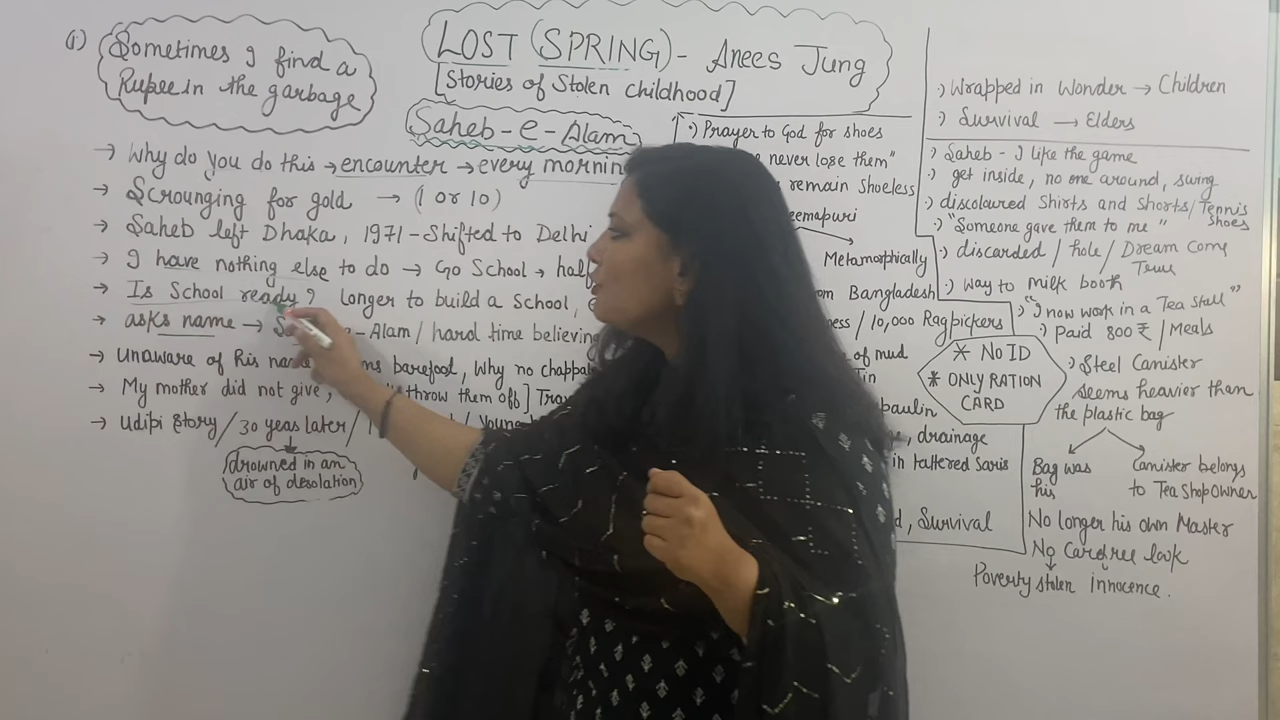 (i) Sometimes I find a
Rupee in the garbage
LOST (SPRING) - Anees Jung
[Stories of Stolen childhood]
Saheb-e-Alam
→ Why do you do this → encounter → every mornin
→ Scrounging for gold → (1 or 10)
→ Saheb left Dhaka, 1971 - Shifted to Delhi
→ I have nothing else to do → Go School → hol
→ Is School ready? longer to build a School,
→ asks name → S -Alam / hard time believing
→ Unaware of his name barefoot, Why no chappal
→ My mother did not give, throw them off] Tra
→ Udipi Story / 30 years later / Young
drowned in an
air of desolation
:) Prayer to God for shoes
never lose them"
remain Shoeless
eemapuri
Metamorphically
om Bangladesh
ness / 10,000 Ragpickers
of mud
Tin
paulin
, drainage
in tattered Saris
d, Survival
:) Wrapped in Wonder → Children
:) Survival → Elders
:) Saheb - I like the game
:) get inside, no one around, swing
:) discoloured Shirts and Shorts / Tennis
Shoes
:) "Someone gave them to me"
:) discarded / hole / Dream Come
True
:) way to milk booth
:) "I now work in a Tea Stall"
:) paid 800 ₹ / Meals
* NO ID
* ONLY RATION
CARD
:) Steel Canister
seems heavier than
the plastic bag
Bag was
his
Canister belongs
to Tea Shop Owner
No longer his own Master
No Carefree look
Poverty stolen innocence.